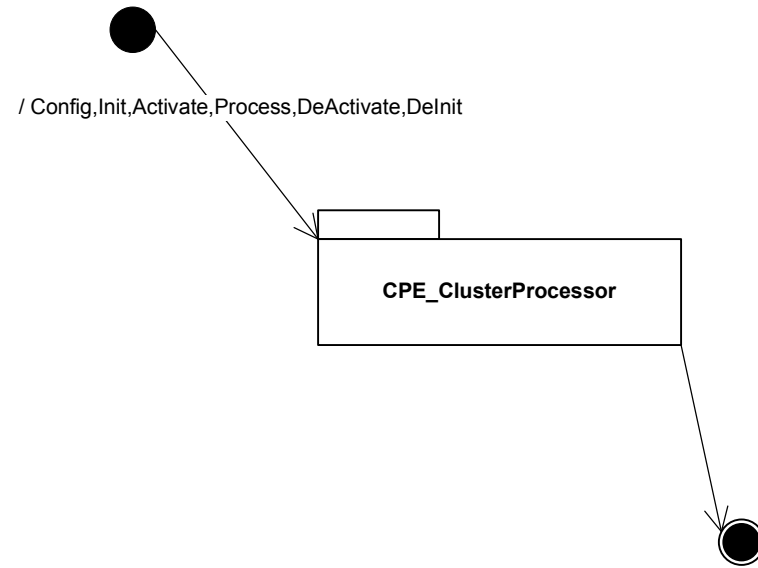 / Config,Init,Activate,Process,DeActivate,DeInit
CPE_ClusterProcessor